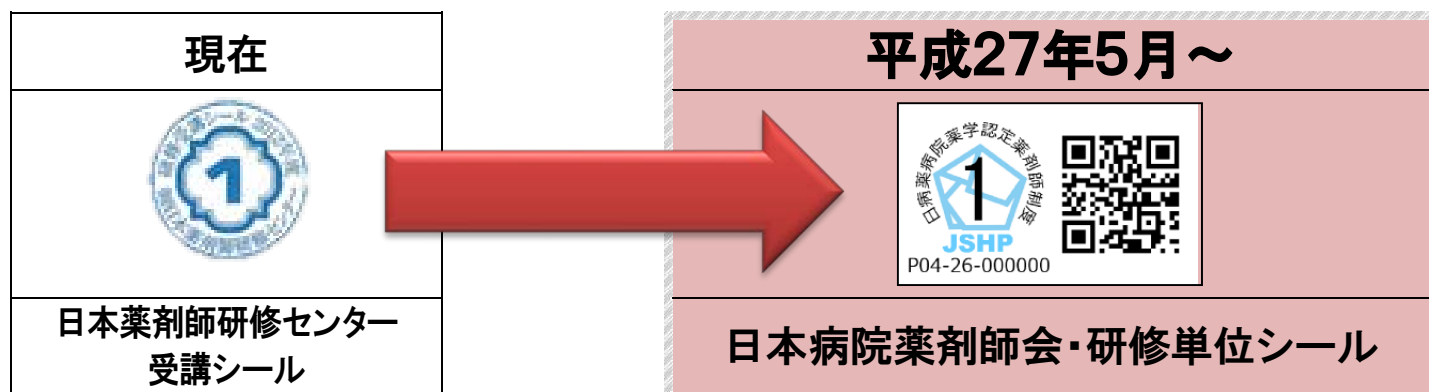 現在
平成27年5月～
1
日病薬病院薬学認定薬剤師制度
1
JSHP
P04-26-000000
日本薬剤師研修センター
受講シール
日本病院薬剤師会・研修単位シール